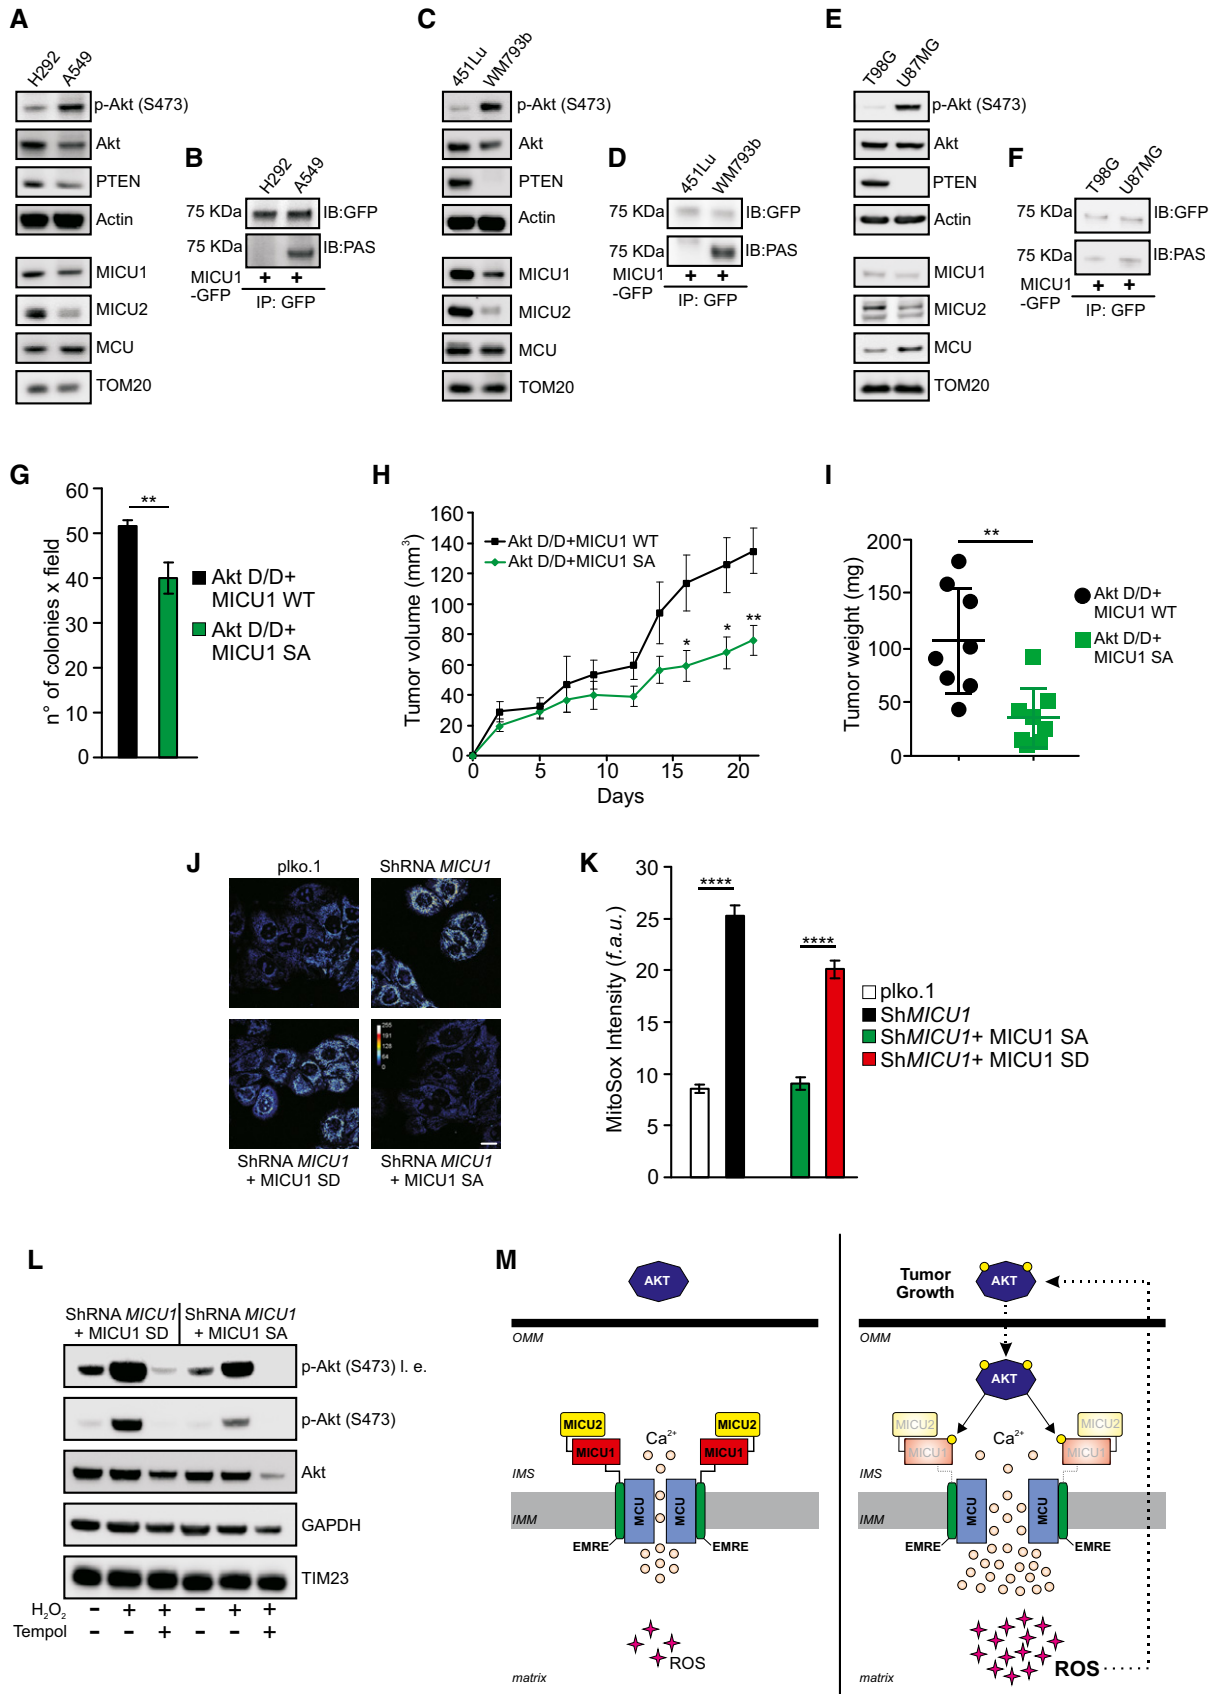 A
H292
A549
p-Akt (S473)
Akt
PTEN
Actin
MICU1
MICU2
MCU
TOM20
B
H292
A549
75 KDa
IB:GFP
75 KDa
IB:PAS
MICU1
-GFP
+ +
IP: GFP
C
451Lu
WM793b
p-Akt (S473)
Akt
PTEN
Actin
MICU1
MICU2
MCU
TOM20
D
451Lu
WM793b
75 KDa
IB:GFP
75 KDa
IB:PAS
MICU1
-GFP
+ +
IP: GFP
E
T98G
U87MG
p-Akt (S473)
Akt
PTEN
Actin
MICU1
MICU2
MCU
TOM20
F
T98G
U87MG
75 KDa
IB:GFP
75 KDa
IB:PAS
MICU1
-GFP
+ +
IP: GFP
G
n° of colonies x field
60
50
40
30
20
10
0
**
Akt D/D+
MICU1 WT
Akt D/D+
MICU1 SA
H
Tumor volume (mm³)
160
140
120
100
80
60
40
20
0
Akt D/D+MICU1 WT
Akt D/D+MICU1 SA
* * **
0 5 10 15 20
Days
I
Tumor weight (mg)
200
150
100
50
0
**
Akt D/D+
MICU1 WT
Akt D/D+
MICU1 SA
J
plko.1
ShRNA MICU1
255
191
128
64
0
ShRNA MICU1
+ MICU1 SD
ShRNA MICU1
+ MICU1 SA
K
MitoSox Intensity (f.a.u.)
30
25
20
15
10
5
0
****
****
plko.1
ShMICU1
ShMICU1+ MICU1 SA
ShMICU1+ MICU1 SD
L
ShRNA MICU1
+ MICU1 SD
ShRNA MICU1
+ MICU1 SA
p-Akt (S473) l. e.
p-Akt (S473)
Akt
GAPDH
TIM23
H₂O₂ - + + - + +
Tempol - - + - - +
M
AKT
OMM
MICU2
MICU1
Ca²⁺
MICU2
MICU1
IMS
IMM
MCU
MCU
EMRE
EMRE
ROS
matrix
Tumor
Growth
AKT
OMM
AKT
MICU2
MICU1
Ca²⁺
MICU2
MICU1
IMS
IMM
MCU
MCU
EMRE
EMRE
ROS
matrix